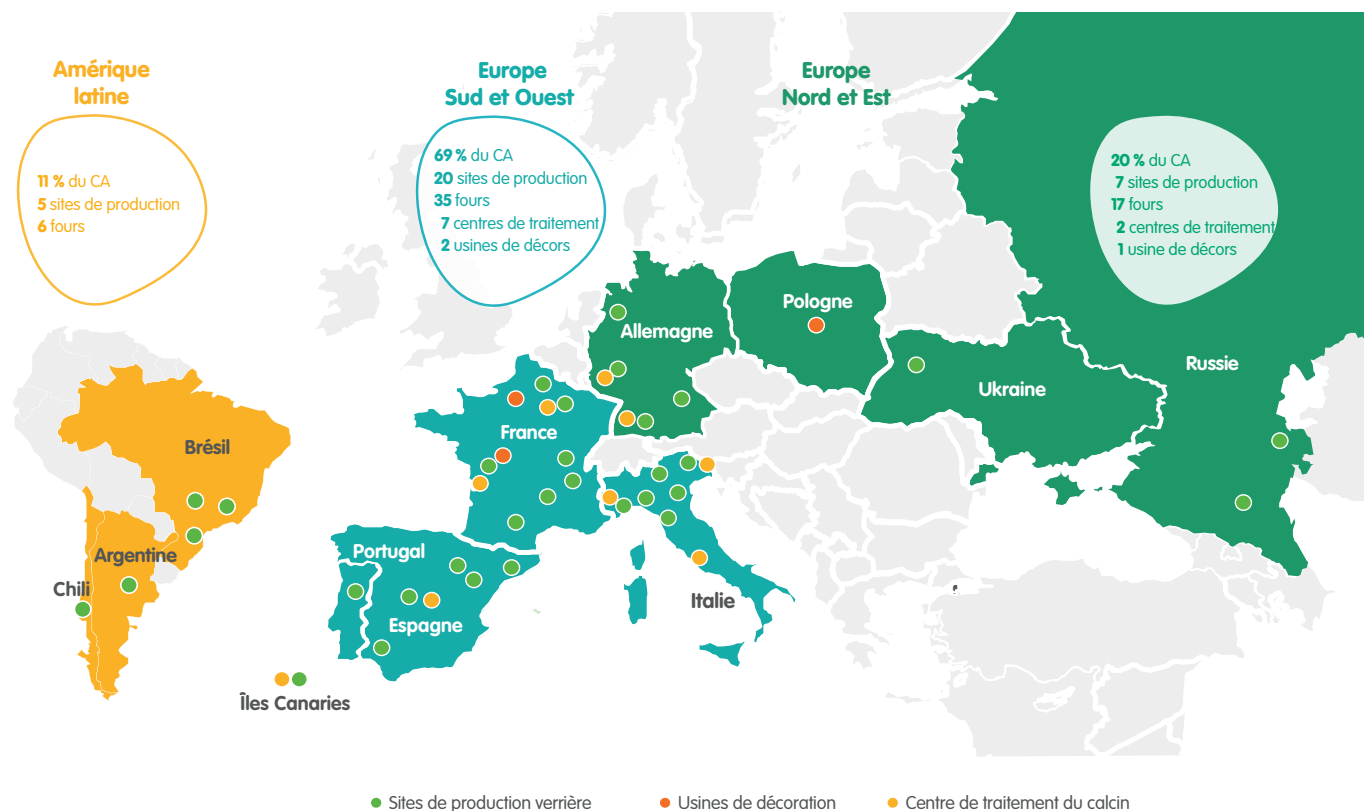 Amérique
latine
11 % du CA
5 sites de production
6 fours
Europe
Sud et Ouest
69 % du CA
20 sites de production
35 fours
7 centres de traitement
2 usines de décors
Europe
Nord et Est
20 % du CA
7 sites de production
17 fours
2 centres de traitement
1 usine de décors
Pologne
Allemagne
Ukraine
Russie
France
Brésil
Argentine
Chili
Portugal
Espagne
Italie
Îles Canaries
Sites de production verrière
Usines de décoration
Centre de traitement du calcin